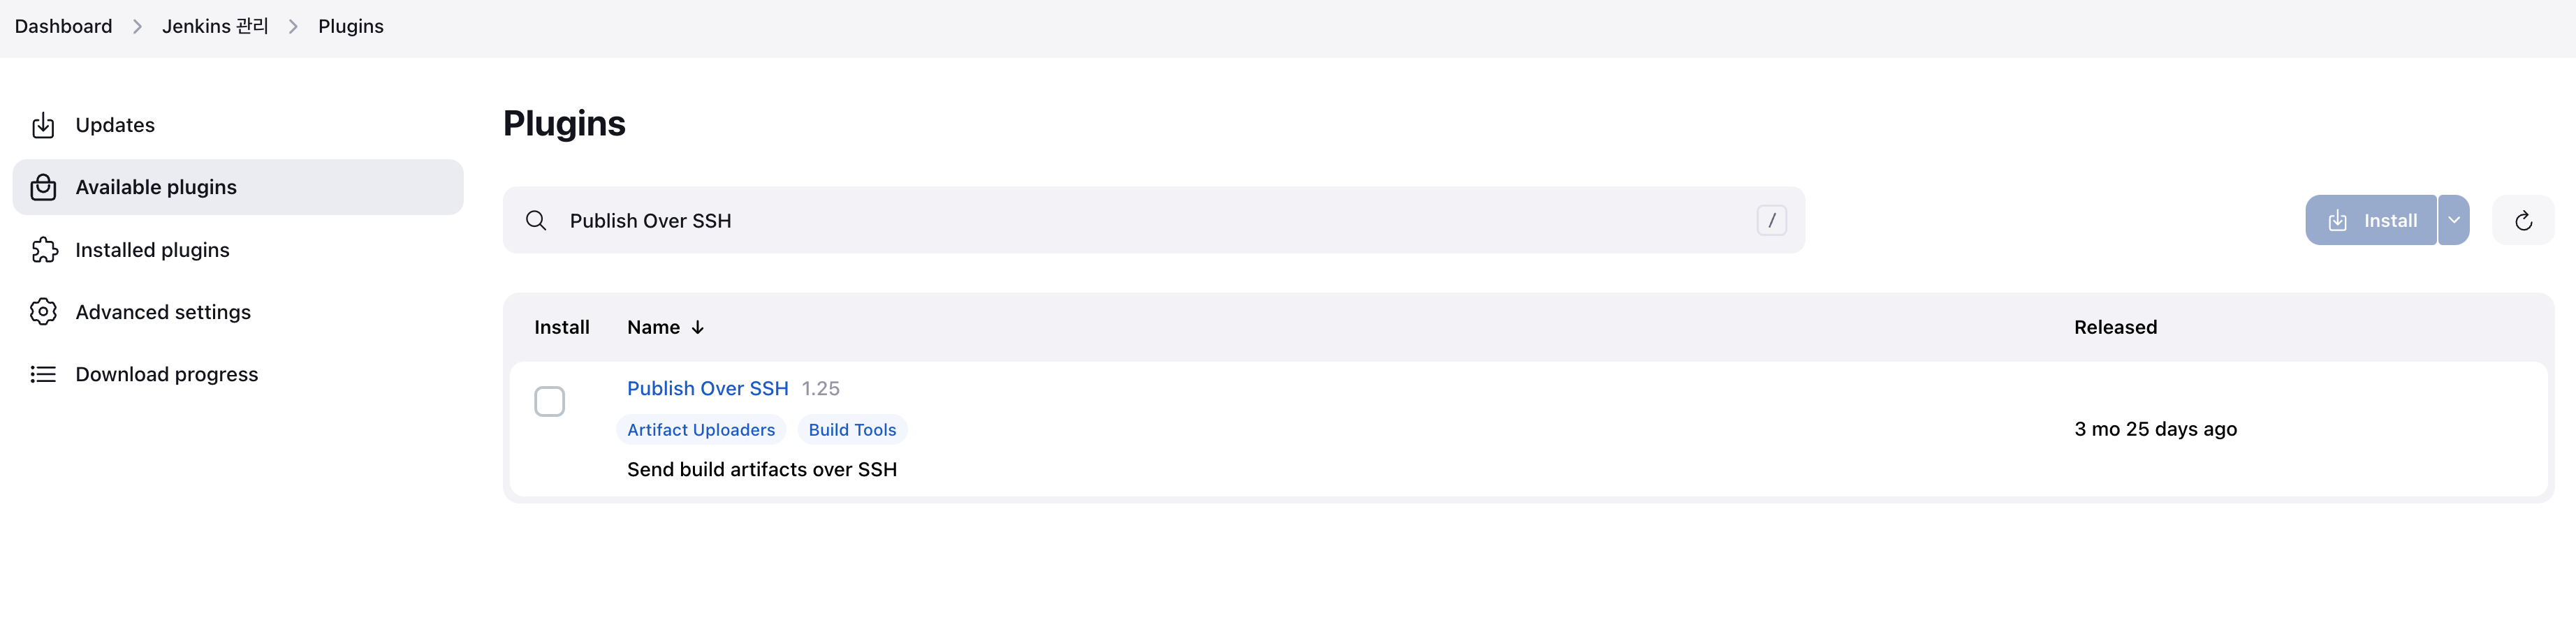 Dashboard > Jenkins 관리 > Plugins
Updates
Available plugins
Installed plugins
Advanced settings
Download progress
Plugins
Publish Over SSH /
Install
Install Name ↓ Released
Publish Over SSH 1.25
Artifact Uploaders Build Tools
Send build artifacts over SSH
3 mo 25 days ago